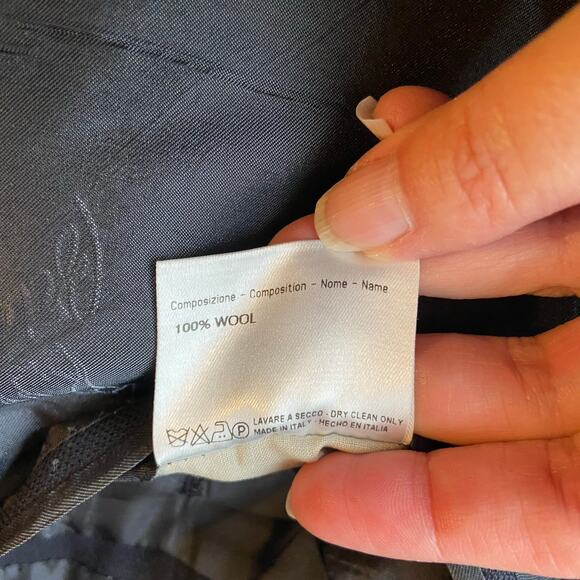 Composizione - Composition - Nome - Name
100% WOOL
LAVARE A SECCO - DRY CLEAN ONLY
P MADE IN ITALY - HECHO EN ITALIA